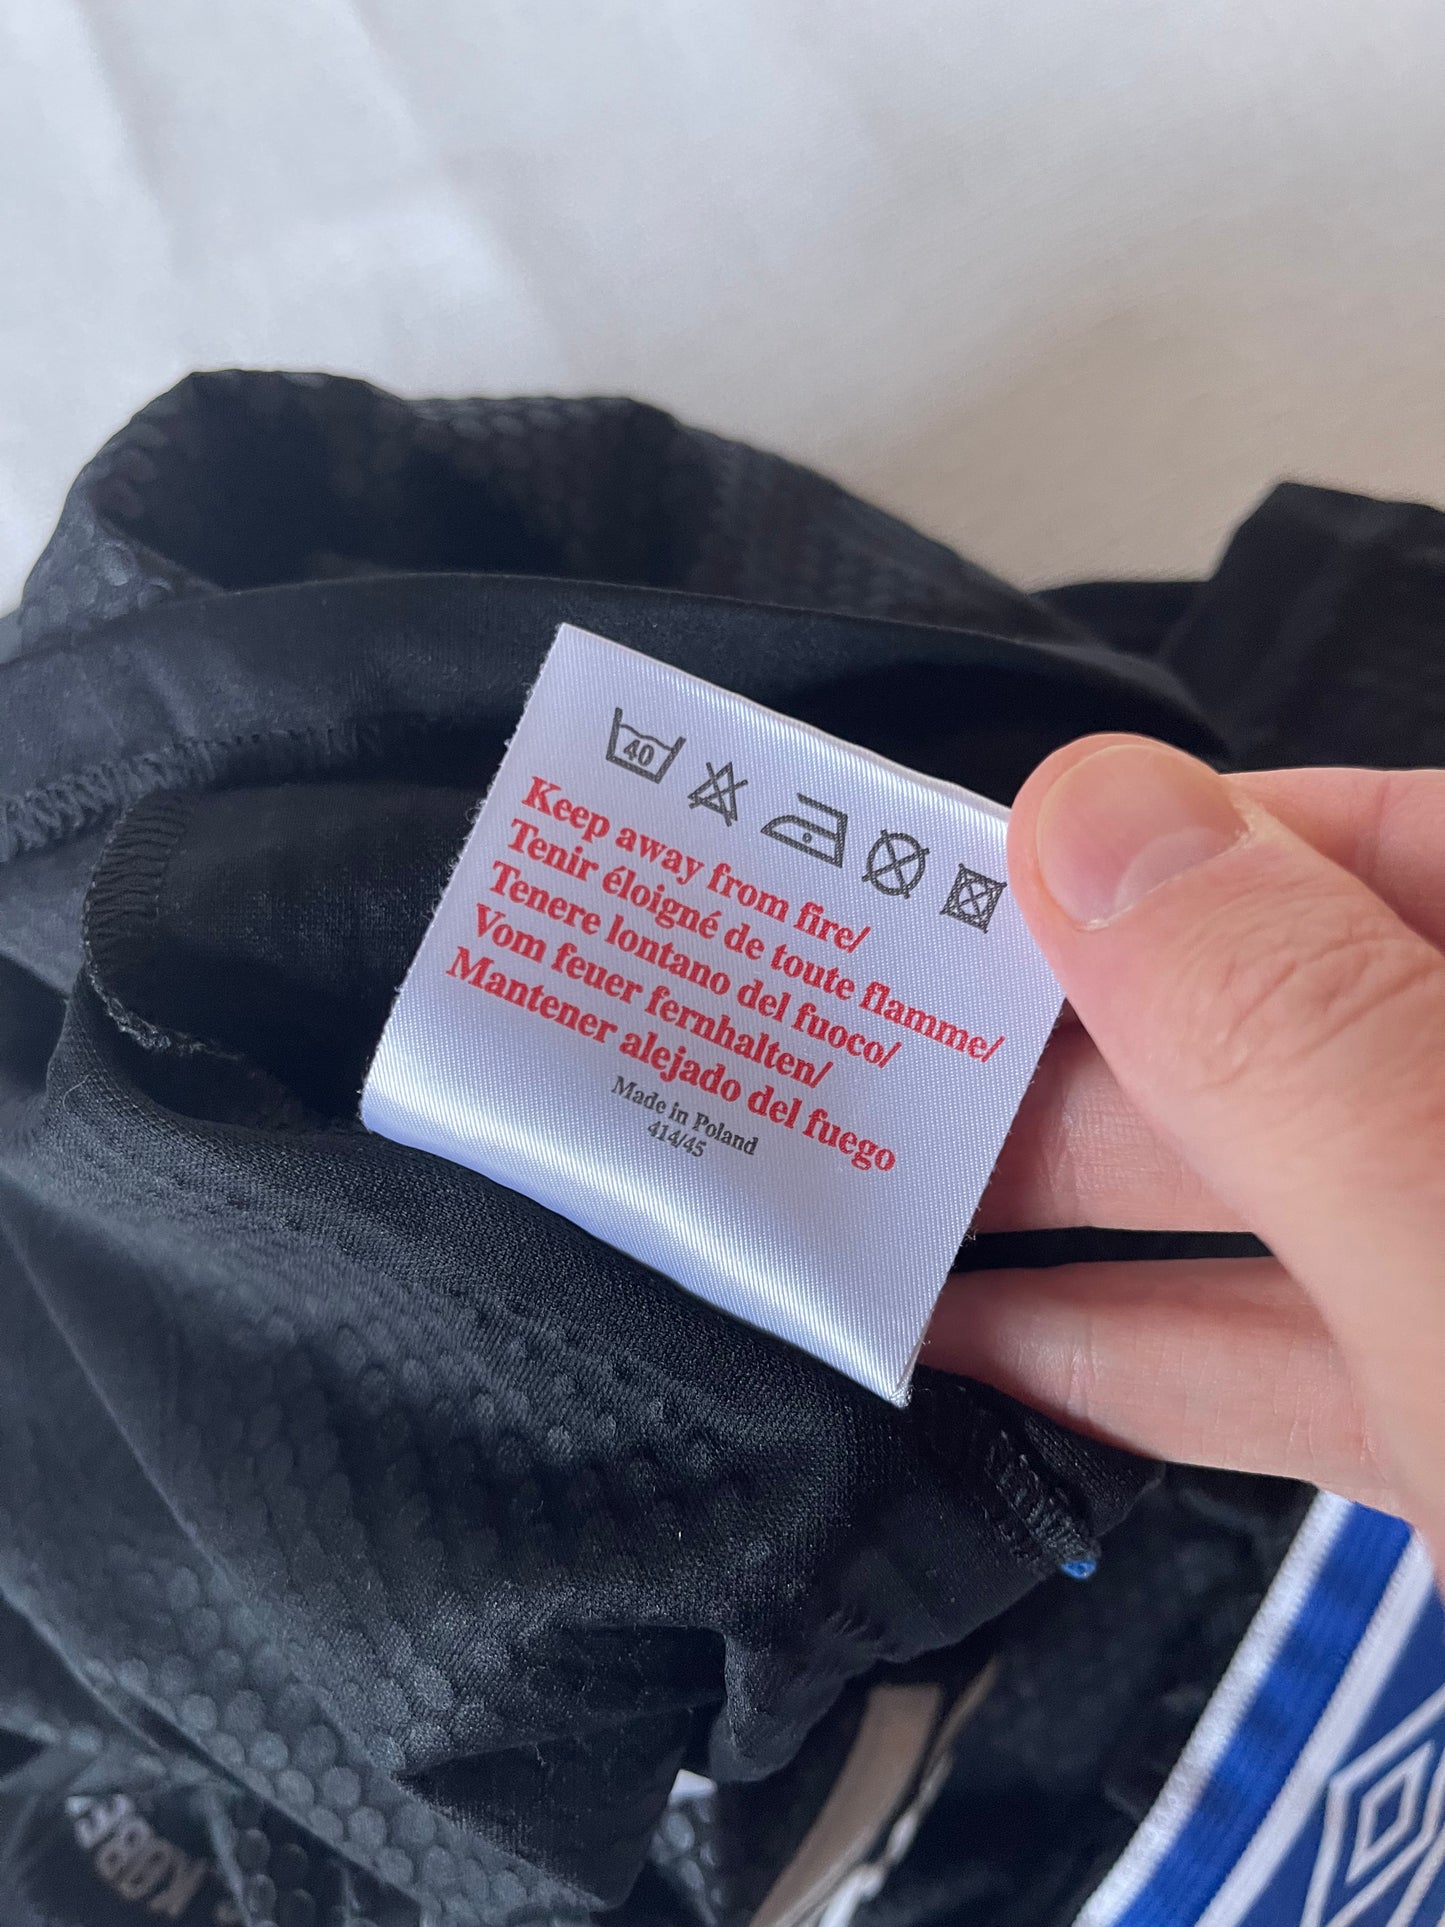 40
Keep away from fire/
Tenir éloigné de toute flamme/
Tenere lontano del fuoco/
Vom feuer fernhalten/
Mantener alejado del fuego
Made in Poland
414/45